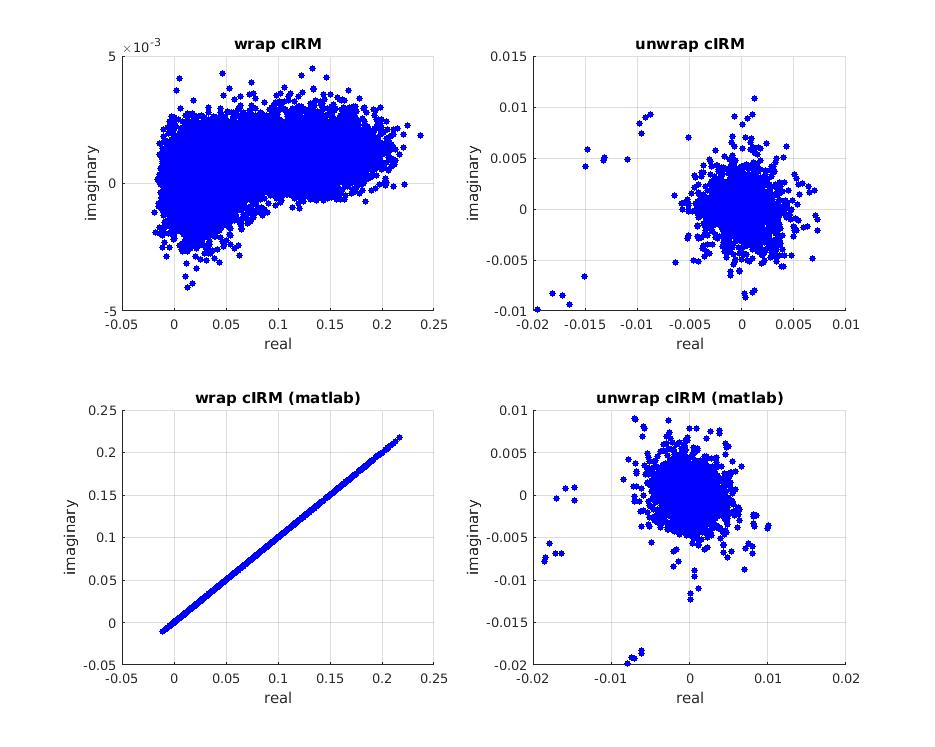 wrap cIRM
×10-3
5
0
-5
imaginary
-0.05 0 0.05 0.1 0.15 0.2 0.25
real
unwrap cIRM
0.015
0.01
0.005
0
-0.005
-0.01
imaginary
-0.02 -0.015 -0.01 -0.005 0 0.005 0.01
real
wrap cIRM (matlab)
0.25
0.2
0.15
0.1
0.05
0
-0.05
imaginary
-0.05 0 0.05 0.1 0.15 0.2 0.25
real
unwrap cIRM (matlab)
0.01
0.005
0
-0.005
-0.01
-0.015
-0.02
imaginary
-0.02 -0.01 0 0.01 0.02
real